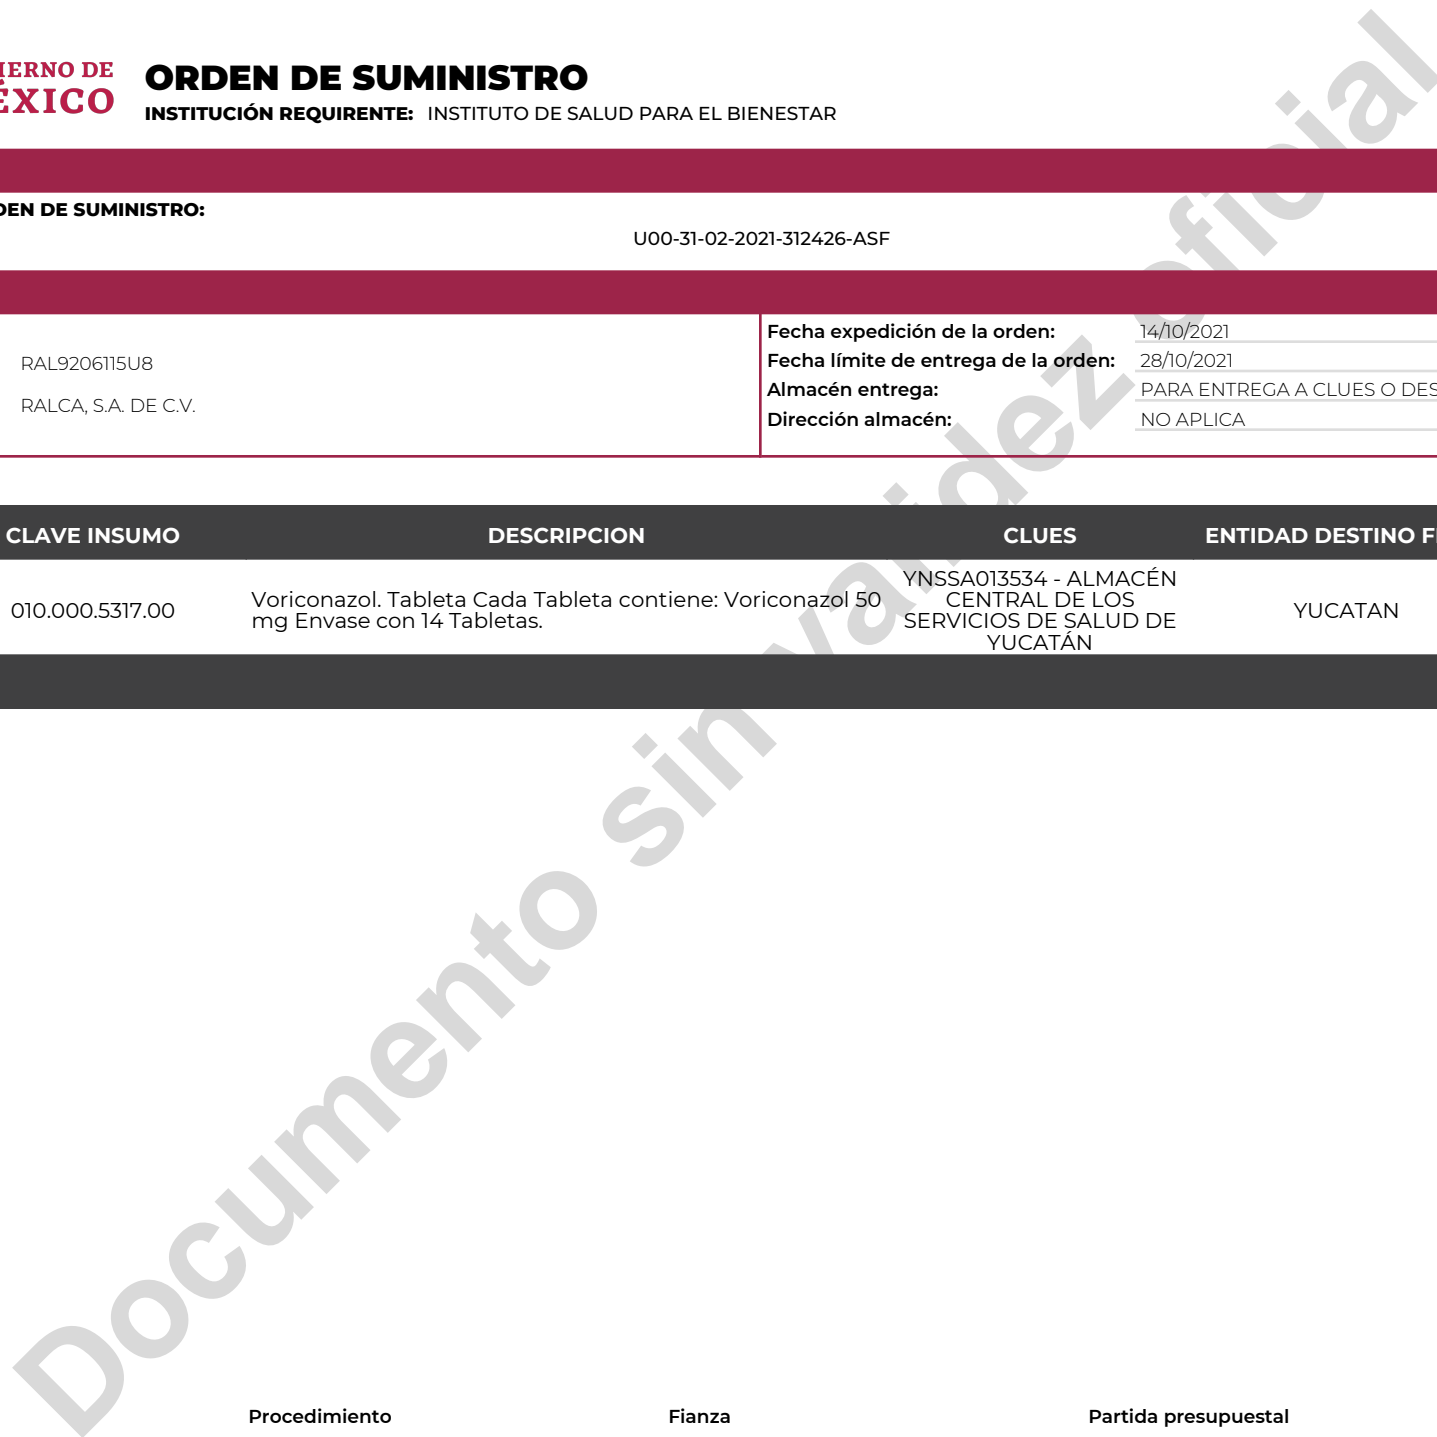 IERNO DE
ÉXICO
ORDEN DE SUMINISTRO
INSTITUCIÓN REQUIRENTE: INSTITUTO DE SALUD PARA EL BIENESTAR
DEN DE SUMINISTRO:
U00-31-02-2021-312426-ASF
RAL9206115U8
RALCA, S.A. DE C.V.
Fecha expedición de la orden: 14/10/2021
Fecha límite de entrega de la orden: 28/10/2021
Almacén entrega: PARA ENTREGA A CLUES O DES
Dirección almacén: NO APLICA
CLAVE INSUMO DESCRIPCION CLUES ENTIDAD DESTINO F
010.000.5317.00
Voriconazol. Tableta Cada Tableta contiene: Voriconazol 50
mg Envase con 14 Tabletas.
YNSSA013534 - ALMACÉN
CENTRAL DE LOS
SERVICIOS DE SALUD DE
YUCATÁN
YUCATAN
Documento sin validez oficial
Procedimiento Fianza Partida presupuestal